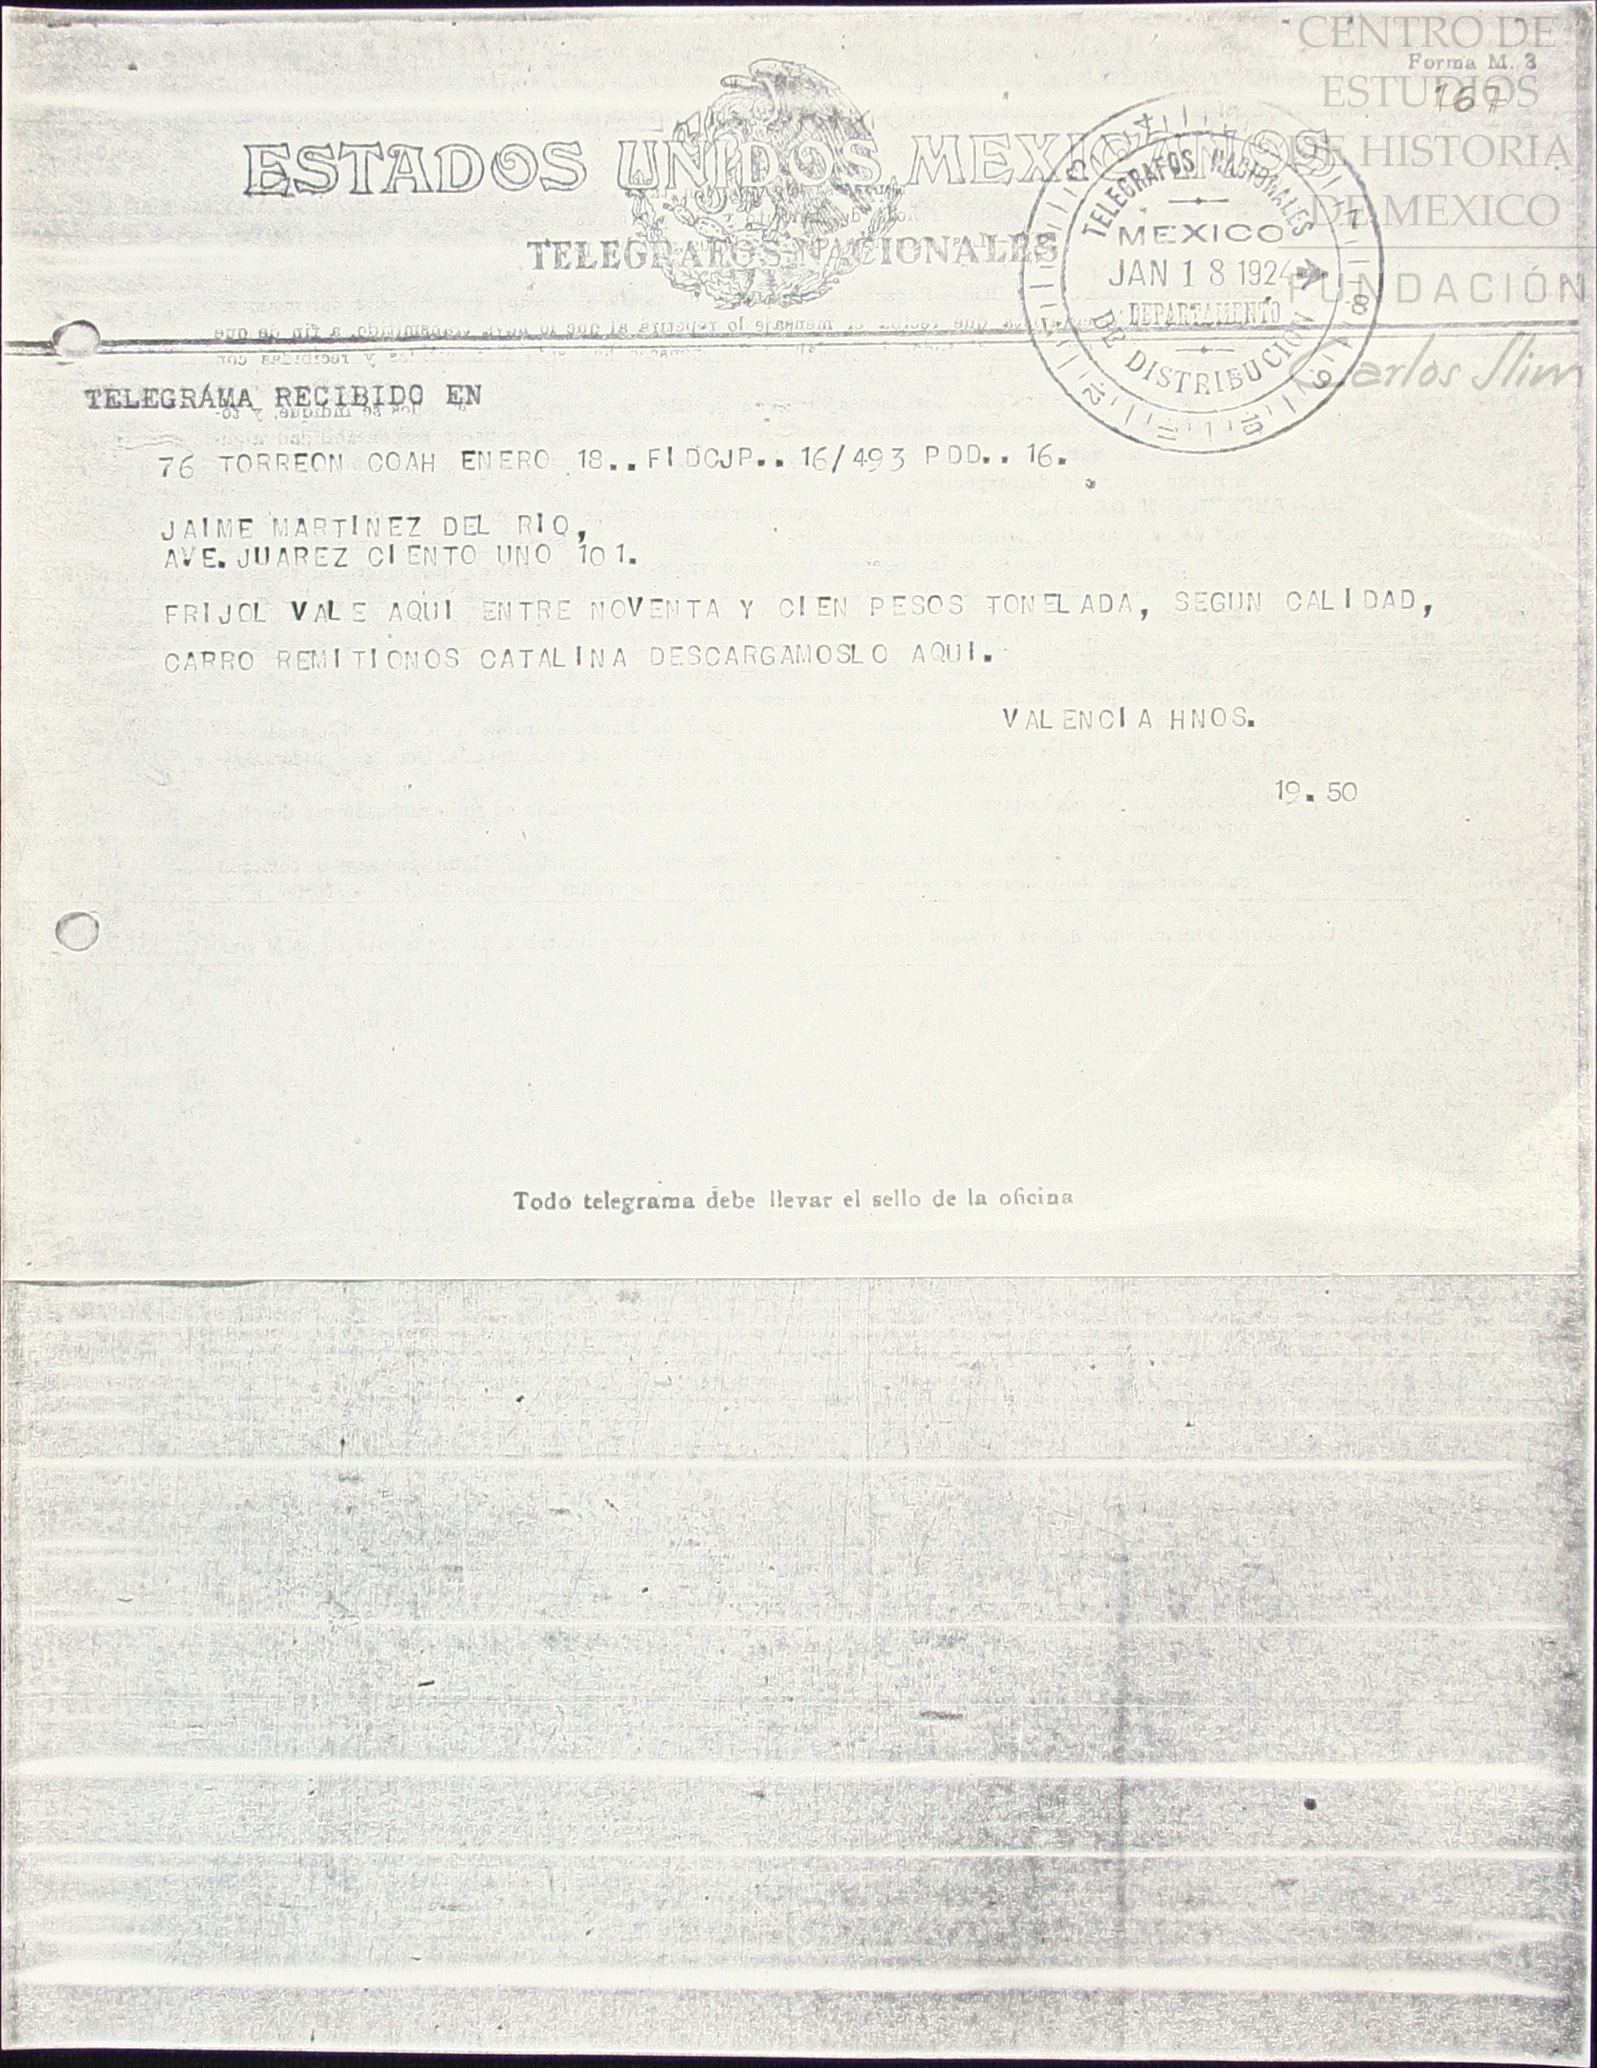 CENTRO DE
ESTUDIOS
DE HISTORIA
DE MEXICO
FUNDACIÓN
Carlos Slim
Forma M. 3
167
ESTADOS UNIDOS MEXICANOS
TELEGRAFOS NACIONALES
TELEGRAFOS NACIONALES
MEXICO
JAN 18 1924
DEPARTAMENTO
DE DISTRIBUCION
TELEGRAMA RECIBIDO EN
76 TORREON COAH ENERO 18.. FIDCJP.. 16/493 PDD.. 16.
JAIME MARTINEZ DEL RIO,
AVE. JUAREZ CIENTO UNO 101.
FRIJOL VALE AQUI ENTRE NOVENTA Y CIEN PESOS TONELADA, SEGUN CALIDAD,
CARRO REMITIONOS CATALINA DESCARGAMOSLO AQUI.
VALENCIA HNOS.
19.50
Todo telegrama debe llevar el sello de la oficina